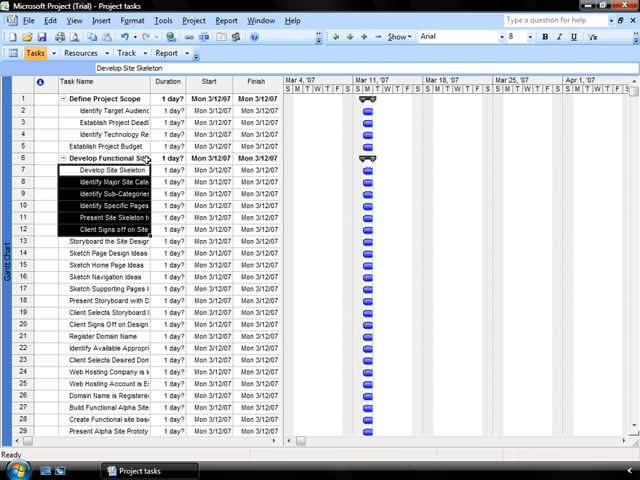 Microsoft Project (Trial) - Project tasks
File Edit View Insert Format Tools Project Report Window Help
Type a question for help
Show Arial 8 B I U
Tasks Resources Track Report
Develop Site Skeleton
Mar 4, '07 Mar 11, '07 Mar 18, '07 Mar 25, '07 Apr 1, '07
Task Name Duration Start Finish S M T W T F S S M T W T F S S M T W T F S S M T W T F S S M T W T F S
1 Define Project Scope 1 day? Mon 3/12/07 Mon 3/12/07
2 Identify Target Audienc 1 day? Mon 3/12/07 Mon 3/12/07
3 Establish Project Deadl 1 day? Mon 3/12/07 Mon 3/12/07
4 Identify Technology Re 1 day? Mon 3/12/07 Mon 3/12/07
5 Establish Project Budget 1 day? Mon 3/12/07 Mon 3/12/07
6 Develop Functional Site 1 day? Mon 3/12/07 Mon 3/12/07
7 Develop Site Skeleton 1 day? Mon 3/12/07 Mon 3/12/07
8 Identify Major Site Cate 1 day? Mon 3/12/07 Mon 3/12/07
9 Identify Sub-Categories 1 day? Mon 3/12/07 Mon 3/12/07
10 Identify Specific Pages 1 day? Mon 3/12/07 Mon 3/12/07
11 Present Site Skeleton to 1 day? Mon 3/12/07 Mon 3/12/07
12 Client Signs off on Site 1 day? Mon 3/12/07 Mon 3/12/07
13 Storyboard the Site Design 1 day? Mon 3/12/07 Mon 3/12/07
14 Sketch Page Design Ideas 1 day? Mon 3/12/07 Mon 3/12/07
15 Sketch Home Page Ideas 1 day? Mon 3/12/07 Mon 3/12/07
16 Sketch Navigation Ideas 1 day? Mon 3/12/07 Mon 3/12/07
17 Sketch Supporting Pages I 1 day? Mon 3/12/07 Mon 3/12/07
18 Present Storyboard with D 1 day? Mon 3/12/07 Mon 3/12/07
19 Client Selects Design 1 day? Mon 3/12/07 Mon 3/12/07
20 Client Signs Off on Design 1 day? Mon 3/12/07 Mon 3/12/07
21 Register Domain Name 1 day? Mon 3/12/07 Mon 3/12/07
22 Identify Available Appropri 1 day? Mon 3/12/07 Mon 3/12/07
23 Client Selects Desired Dom 1 day? Mon 3/12/07 Mon 3/12/07
24 Web Hosting Company is I 1 day? Mon 3/12/07 Mon 3/12/07
25 Web Hosting Account is Es 1 day? Mon 3/12/07 Mon 3/12/07
26 Domain Name is Registere 1 day? Mon 3/12/07 Mon 3/12/07
27 Build Functional Alpha Site 1 day? Mon 3/12/07 Mon 3/12/07
28 Create Functional site bas 1 day? Mon 3/12/07 Mon 3/12/07
29 Present Alpha Site Prototy 1 day? Mon 3/12/07 Mon 3/12/07
Gantt Chart
Ready
Project tasks